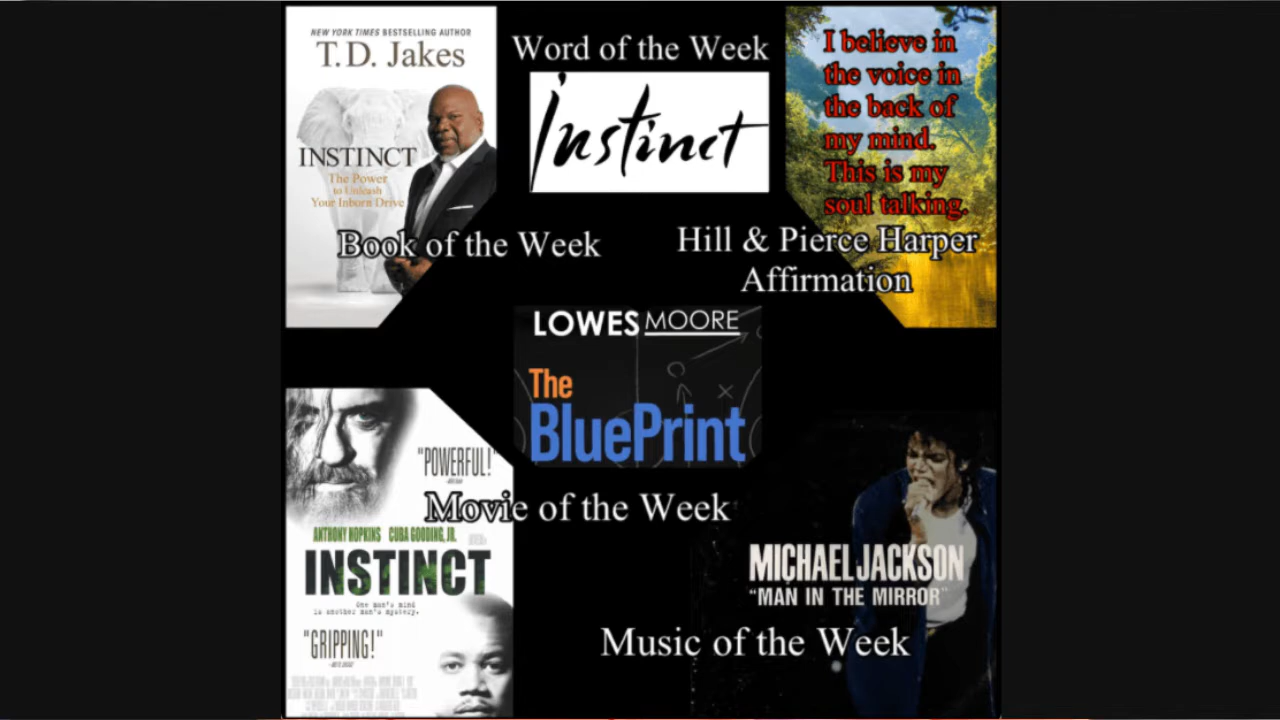 NEW YORK TIMES BESTSELLING AUTHOR
T.D. Jakes
INSTINCT
The Power
to Unleash
Your Inborn Drive
Book of the Week
Word of the Week
Instinct
I believe in
the voice in
the back of
my mind.
This is my
soul talking.
Hill & Pierce Harper
Affirmation
LOWES MOORE
The
BluePrint
"POWERFUL!"
Movie of the Week
ANTHONY HOPKINS CUBA GOODING, JR.
INSTINCT
One man's mind
is another man's mystery.
"GRIPPING!"
MICHAEL JACKSON
"MAN IN THE MIRROR"
Music of the Week